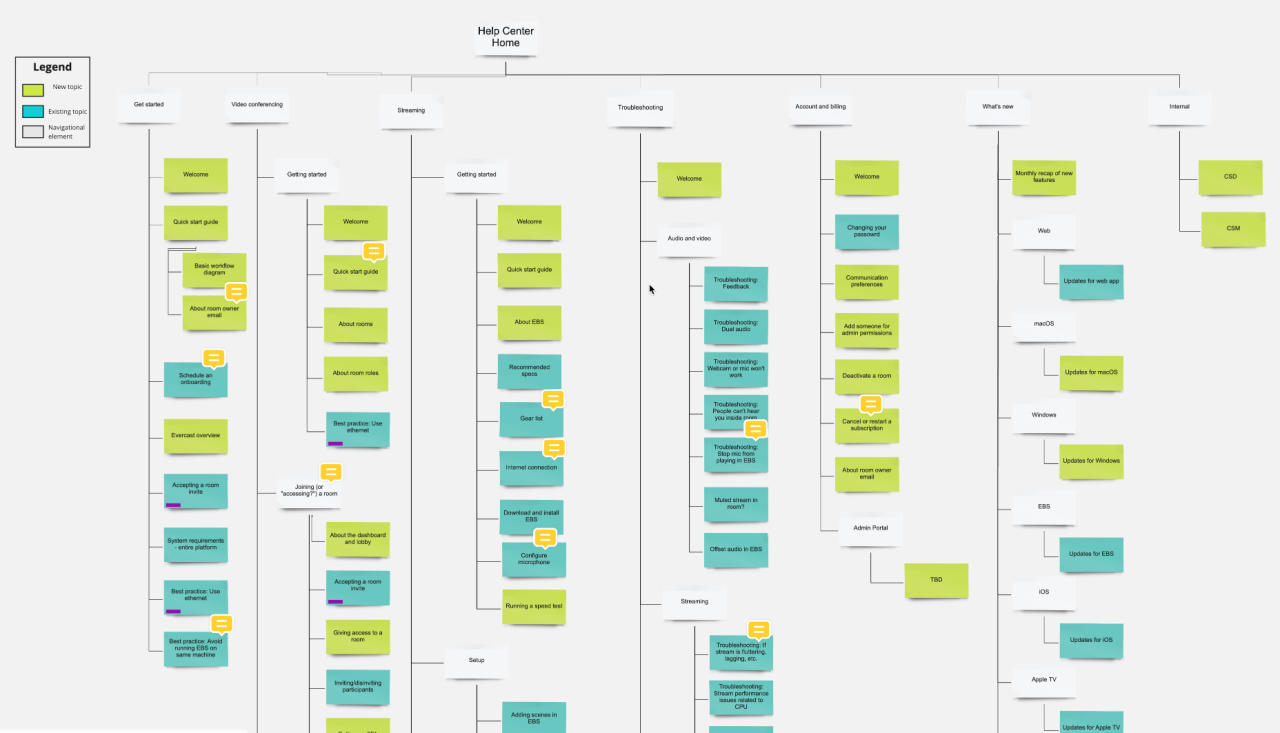 Help Center
Home
Legend
New topic
Existing topic
Navigational
element
Get started
Welcome
Quick start guide
Basic workflow
diagram
About room owner
email
Schedule an
onboarding
Evercast overview
Accepting a room
invite
System requirements
- entire platform
Best practice: Use
ethernet
Best practice: Avoid
running EBS on
same machine
Video conferencing
Getting started
Welcome
Quick start guide
About rooms
About room roles
Best practice: Use
ethernet
Joining (or
"accessing?") a room
About the dashboard
and lobby
Accepting a room
invite
Giving access to a
room
Inviting/disinviting
participants
Streaming
Getting started
Welcome
Quick start guide
About EBS
Recommended
specs
Gear list
Internet connection
Download and install
EBS
Configure
microphone
Running a speed test
Setup
Adding scenes in
EBS
Troubleshooting
Welcome
Audio and video
Troubleshooting:
Feedback
Troubleshooting:
Dual audio
Troubleshooting:
Webcam or mic won't
work
Troubleshooting:
People can't hear
you inside room
Troubleshooting:
Stop mic from
playing in EBS
Muted stream in
room?
Offset audio in EBS
Streaming
Troubleshooting: If
stream is fluttering,
lagging, etc.
Troubleshooting:
Stream performance
issues related to
CPU
Account and billing
Welcome
Changing your
passowrd
Communication
preferences
Add someone for
admin permissions
Deactivate a room
Cancel or restart a
subscription
About room owner
email
Admin Portal
TBD
What's new
Monthly recap of new
features
Web
Updates for web app
macOS
Updates for macOS
Windows
Updates for Windows
EBS
Updates for EBS
iOS
Updates for iOS
Apple TV
Updates for Apple TV
Internal
CSD
CSM